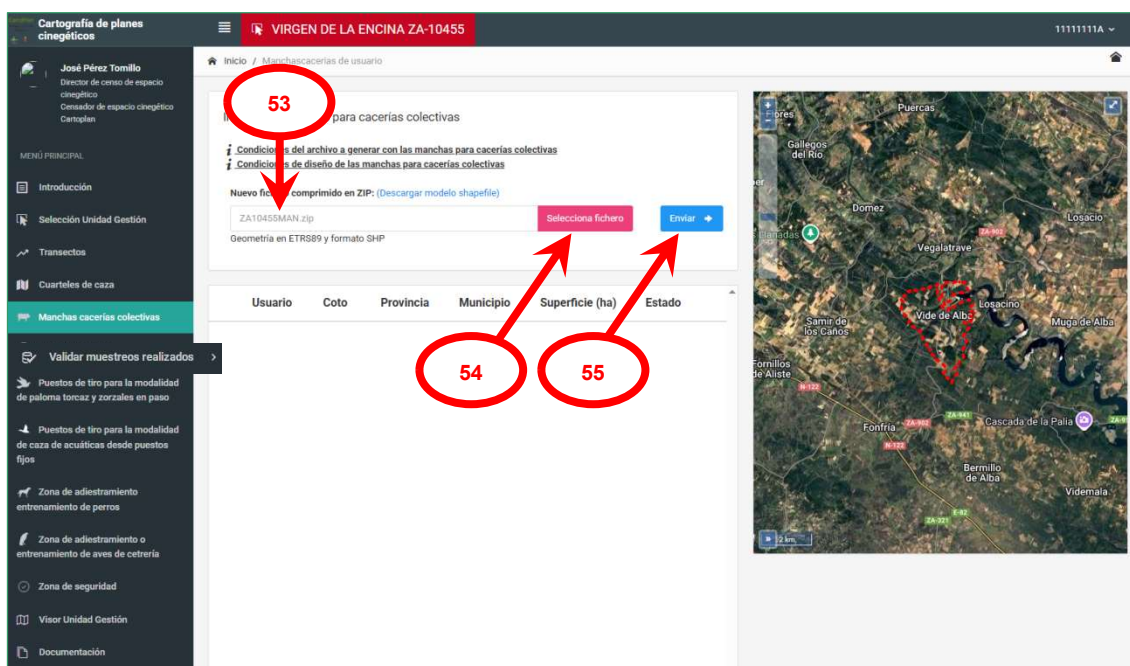 Cartografía de planes
cinegéticos
VIRGEN DE LA ENCINA ZA-10455
11111111A
José Pérez Tomillo
Director de censo de espacio
cinegético
Censador de espacio cinegético
Cartoplan
MENÚ PRINCIPAL
Introducción
Selección Unidad Gestión
Transectos
Cuarteles de caza
Manchas cacerías colectivas
Validar muestreos realizados
Puestos de tiro para la modalidad
de paloma torcaz y zorzales en paso
Puestos de tiro para la modalidad
de caza de acuáticas desde puestos
fijos
Zona de adiestramiento
entrenamiento de perros
Zona de adiestramiento o
entrenamiento de aves de cetrería
Zona de seguridad
Visor Unidad Gestión
Documentación
Inicio / Manchascacerias de usuario
53
para cacerías colectivas
Condiciones del archivo a generar con las manchas para cacerías colectivas
Condiciones de diseño de las manchas para cacerías colectivas
Nuevo fichero comprimido en ZIP: (Descargar modelo shapefile)
ZA10455MAN.zip
Selecciona fichero
Enviar
Geometría en ETRS89 y formato SHP
Usuario Coto Provincia Municipio Superficie (ha) Estado
54
55
Puercas
Flores
Gallegos
del Río
Domez
Losacio
ZA-902
Vegalatrave
Losacino
Vide de Alba
Muga de Alba
Samir de
los Caños
Fornillos
de Aliste
N-122
ZA-941
Fonfría
ZA-902
Cascada de la Palla
N-122
Bermillo
de Alba
Videmala
E-82
ZA-321
2 km